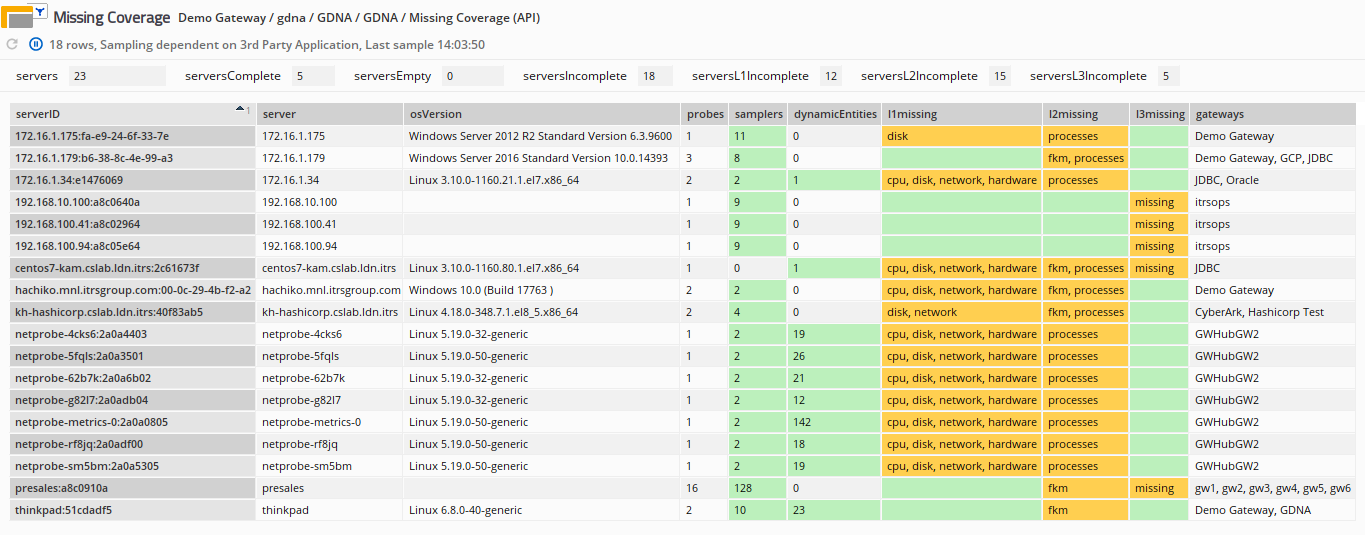 Missing Coverage Demo Gateway / gdna / GDNA / GDNA / Missing Coverage (API)
18 rows, Sampling dependent on 3rd Party Application, Last sample 14:03:50
servers 23 serversComplete 5 serversEmpty 0 serversIncomplete 18 serversL1Incomplete 12 serversL2Incomplete 15 serversL3Incomplete 5
serverID 1 server osVersion probes samplers dynamicEntities l1missing l2missing l3missing gateways
172.16.1.175:fa-e9-24-6f-33-7e 172.16.1.175 Windows Server 2012 R2 Standard Version 6.3.9600 1 11 0 disk processes Demo Gateway
172.16.1.179:b6-38-8c-4e-99-a3 172.16.1.179 Windows Server 2016 Standard Version 10.0.14393 3 8 0 fkm, processes Demo Gateway, GCP, JDBC
172.16.1.34:e1476069 172.16.1.34 Linux 3.10.0-1160.21.1.el7.x86_64 2 2 1 cpu, disk, network, hardware processes JDBC, Oracle
192.168.10.100:a8c0640a 192.168.10.100 1 9 0 missing itrsops
192.168.100.41:a8c02964 192.168.100.41 1 9 0 missing itrsops
192.168.100.94:a8c05e64 192.168.100.94 1 9 0 missing itrsops
centos7-kam.cslab.ldn.itrs:2c61673f centos7-kam.cslab.ldn.itrs Linux 3.10.0-1160.80.1.el7.x86_64 1 0 1 cpu, disk, network, hardware fkm, processes missing JDBC
hachiko.mnl.itrsgroup.com:00-0c-29-4b-f2-a2 hachiko.mnl.itrsgroup.com Windows 10.0 (Build 17763 ) 2 2 0 cpu, disk, network, hardware fkm, processes Demo Gateway
kh-hashicorp.cslab.ldn.itrs:40f83ab5 kh-hashicorp.cslab.ldn.itrs Linux 4.18.0-348.7.1.el8_5.x86_64 2 4 0 disk, network fkm, processes CyberArk, Hashicorp Test
netprobe-4cks6:2a0a4403 netprobe-4cks6 Linux 5.19.0-32-generic 1 2 19 cpu, disk, network, hardware processes GWHubGW2
netprobe-5fqls:2a0a3501 netprobe-5fqls Linux 5.19.0-50-generic 1 2 26 cpu, disk, network, hardware processes GWHubGW2
netprobe-62b7k:2a0a6b02 netprobe-62b7k Linux 5.19.0-32-generic 1 2 21 cpu, disk, network, hardware processes GWHubGW2
netprobe-g82l7:2a0adb04 netprobe-g82l7 Linux 5.19.0-32-generic 1 2 12 cpu, disk, network, hardware processes GWHubGW2
netprobe-metrics-0:2a0a0805 netprobe-metrics-0 Linux 5.19.0-50-generic 1 2 142 cpu, disk, network, hardware processes GWHubGW2
netprobe-rf8jq:2a0adf00 netprobe-rf8jq Linux 5.19.0-50-generic 1 2 18 cpu, disk, network, hardware processes GWHubGW2
netprobe-sm5bm:2a0a5305 netprobe-sm5bm Linux 5.19.0-50-generic 1 2 19 cpu, disk, network, hardware processes GWHubGW2
presales:a8c0910a presales 16 128 0 fkm missing gw1, gw2, gw3, gw4, gw5, gw6
thinkpad:51cdadf5 thinkpad Linux 6.8.0-40-generic 2 10 23 fkm Demo Gateway, GDNA